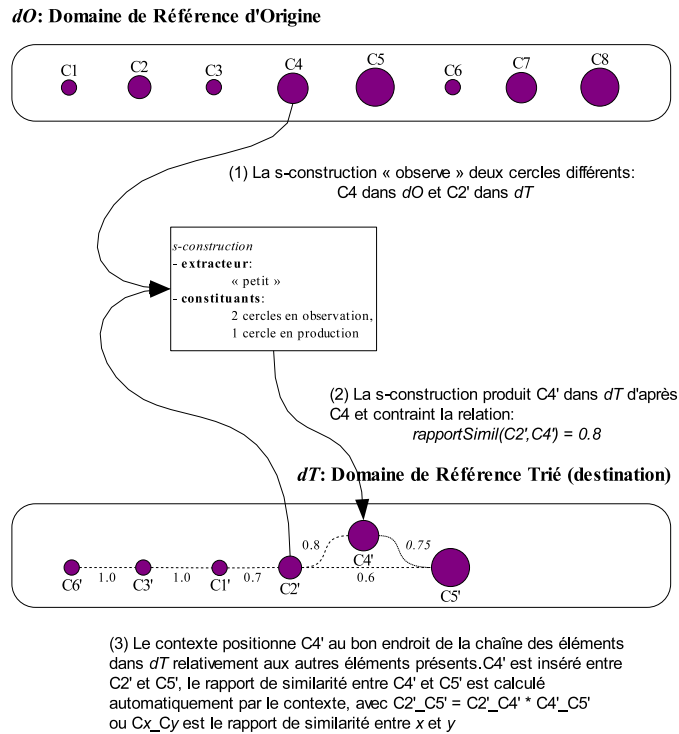 dO: Domaine de Référence d'Origine
C1 C2 C3 C4 C5 C6 C7 C8
(1) La s-construction « observe » deux cercles différents:
C4 dans dO et C2' dans dT
s-construction
- extracteur:
« petit »
- constituants:
2 cercles en observation,
1 cercle en production
(2) La s-construction produit C4' dans dT d'après
C4 et contraint la relation:
rapportSimil(C2',C4') = 0.8
dT: Domaine de Référence Trié (destination)
0.8 C4' 0.75
C6' 1.0 C3' 1.0 C1' 0.7 C2' 0.6 C5'
(3) Le contexte positionne C4' au bon endroit de la chaîne des éléments
dans dT relativement aux autres éléments présents.C4' est inséré entre
C2' et C5', le rapport de similarité entre C4' et C5' est calculé
automatiquement par le contexte, avec C2'_C5' = C2'_C4' * C4'_C5'
ou Cx_Cy est le rapport de similarité entre x et y